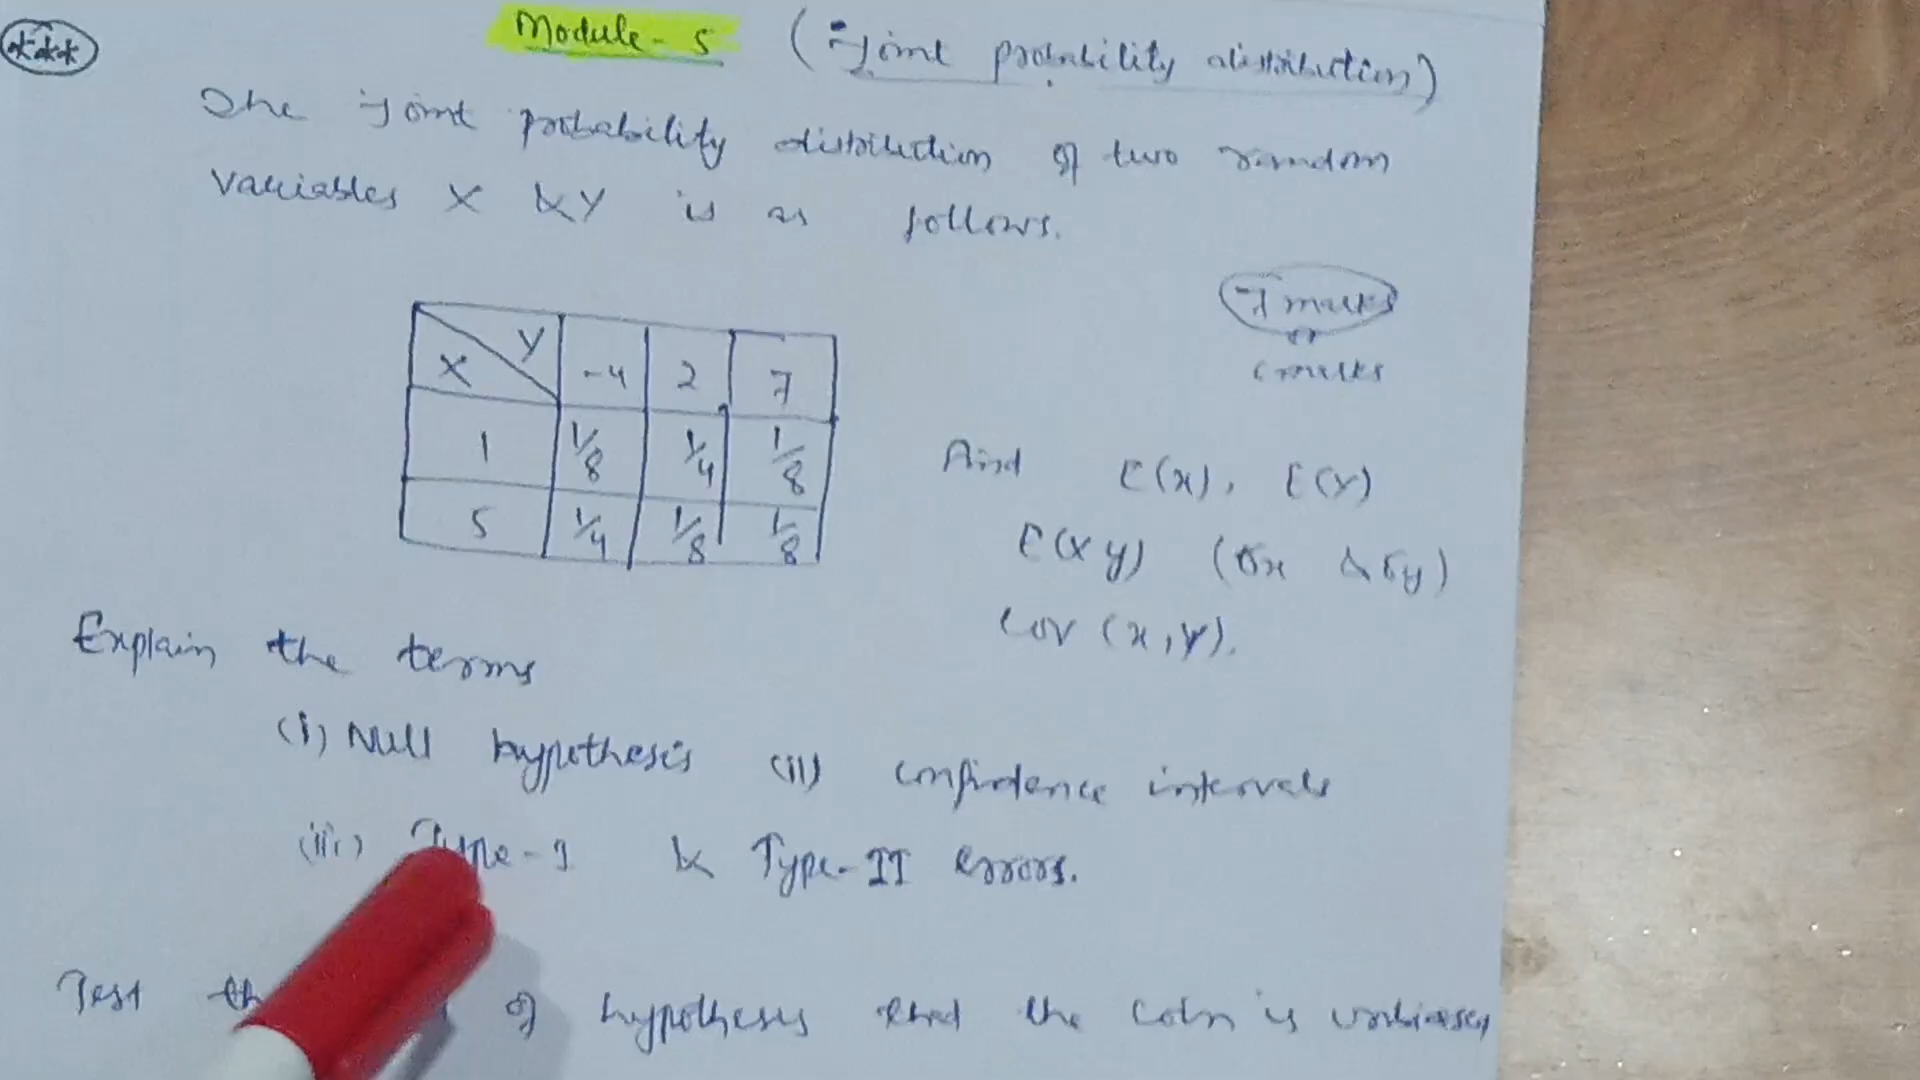 ***
Module-5 (Joint probability distribution)
The joint probability distribution of two random
variables X & Y is as follows.
7 marks
or
6 marks
X Y -4 2 7
1 1/8 1/4 1/8
5 1/4 1/8 1/8
Find E(x), E(Y)
E(XY) (σx & σy)
Cov (x,Y).
Explain the terms
(i) Null hypothesis (ii) confidence intervals
(iii) Type-I & Type-II errors.
Test of hypothesis that the coin is